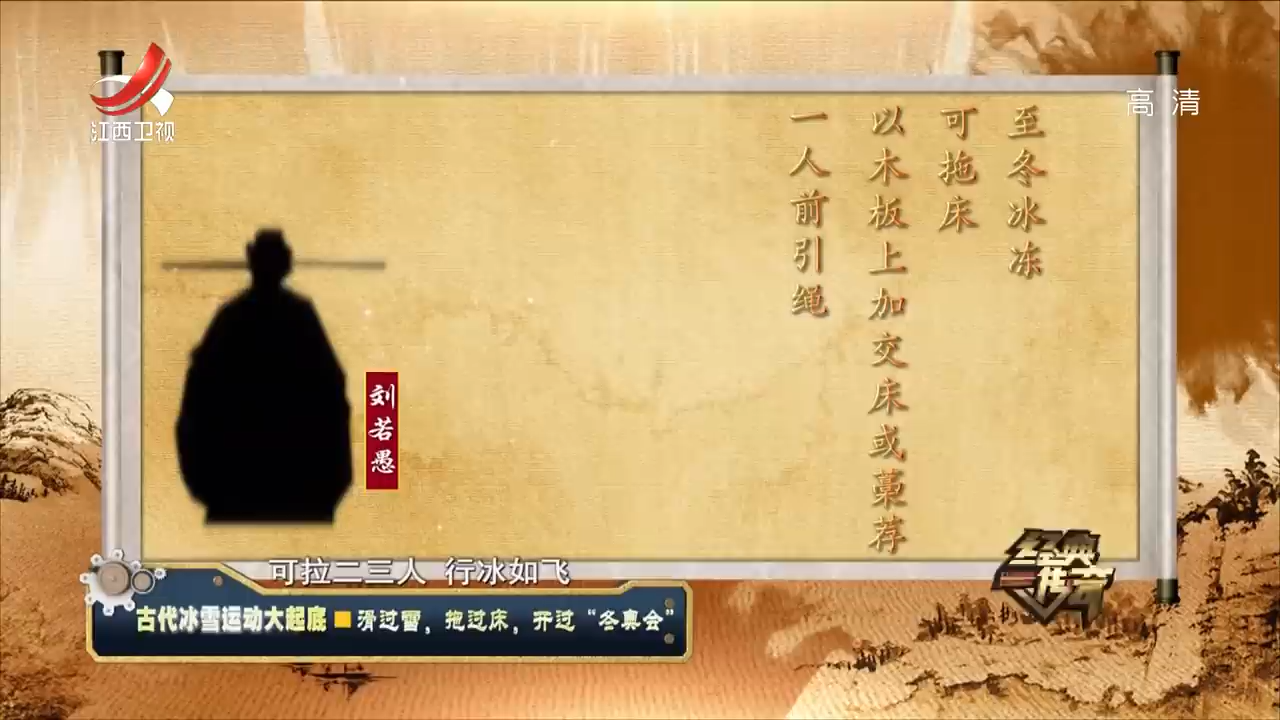 江西卫视
高清
至冬冰冻
可拖床
以木板上加交床或藁荐
一人前引绳
刘若愚
可拉二三人 行冰如飞
经典推荐
古代冰雪运动大起底 滑过雪，拖过床，开过“冬奥会”